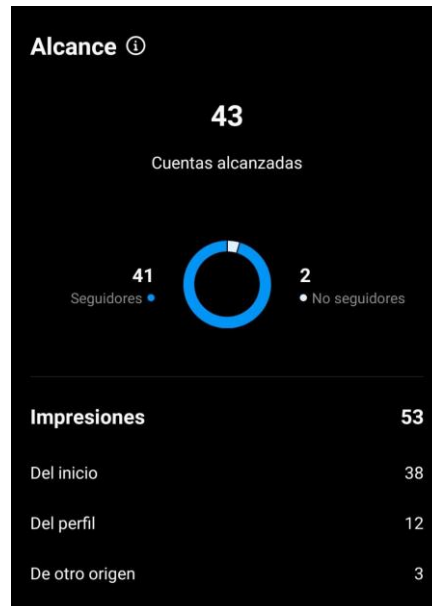 Alcance
43
Cuentas alcanzadas
41
Seguidores
2
No seguidores
Impresiones 53
Del inicio 38
Del perfil 12
De otro origen 3